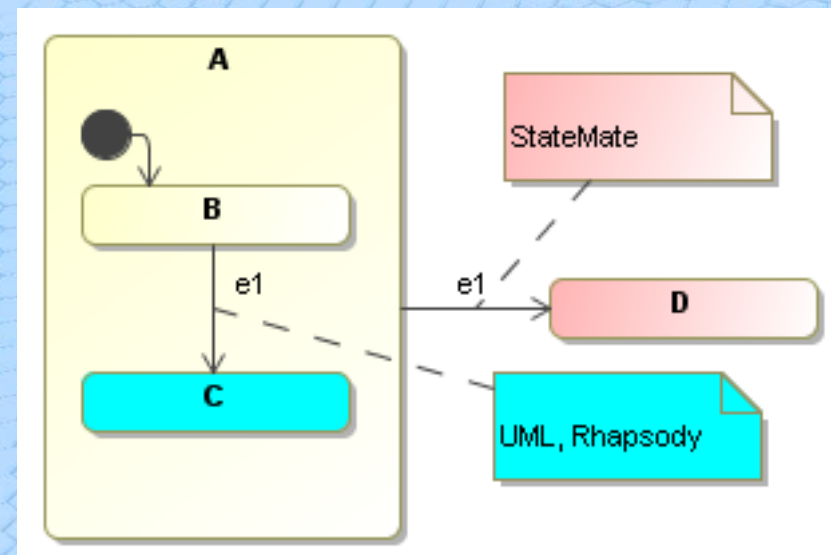 A
StateMate
B
e1
e1
D
C
UML, Rhapsody